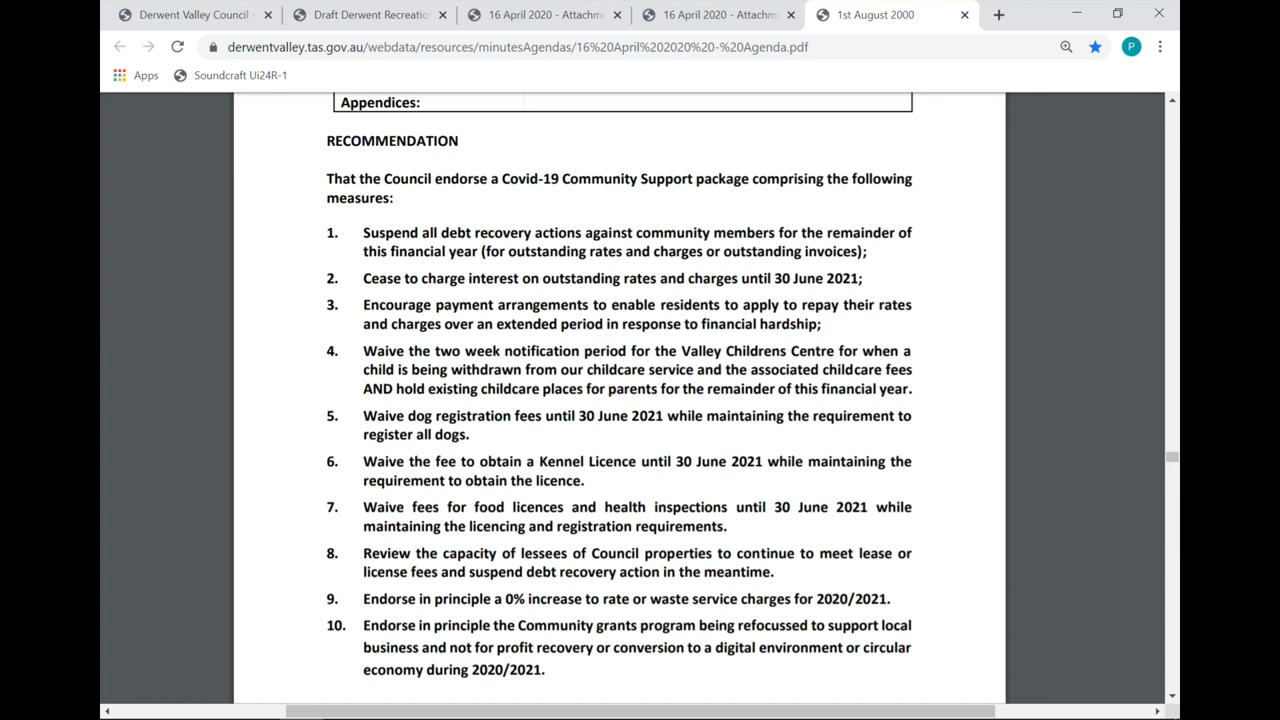 Derwent Valley Council -
Draft Derwent Recreation
16 April 2020 - Attachm
16 April 2020 - Attachm
1st August 2000
derwentvalley.tas.gov.au/webdata/resources/minutesAgendas/16%20April%202020%20-%20Agenda.pdf
P
Apps
Soundcraft Ui24R-1
Appendices:
RECOMMENDATION
That the Council endorse a Covid-19 Community Support package comprising the following
measures:
1. Suspend all debt recovery actions against community members for the remainder of
this financial year (for outstanding rates and charges or outstanding invoices);
2. Cease to charge interest on outstanding rates and charges until 30 June 2021;
3. Encourage payment arrangements to enable residents to apply to repay their rates
and charges over an extended period in response to financial hardship;
4. Waive the two week notification period for the Valley Childrens Centre for when a
child is being withdrawn from our childcare service and the associated childcare fees
AND hold existing childcare places for parents for the remainder of this financial year.
5. Waive dog registration fees until 30 June 2021 while maintaining the requirement to
register all dogs.
6. Waive the fee to obtain a Kennel Licence until 30 June 2021 while maintaining the
requirement to obtain the licence.
7. Waive fees for food licences and health inspections until 30 June 2021 while
maintaining the licencing and registration requirements.
8. Review the capacity of lessees of Council properties to continue to meet lease or
license fees and suspend debt recovery action in the meantime.
9. Endorse in principle a 0% increase to rate or waste service charges for 2020/2021.
10. Endorse in principle the Community grants program being refocussed to support local
business and not for profit recovery or conversion to a digital environment or circular
economy during 2020/2021.